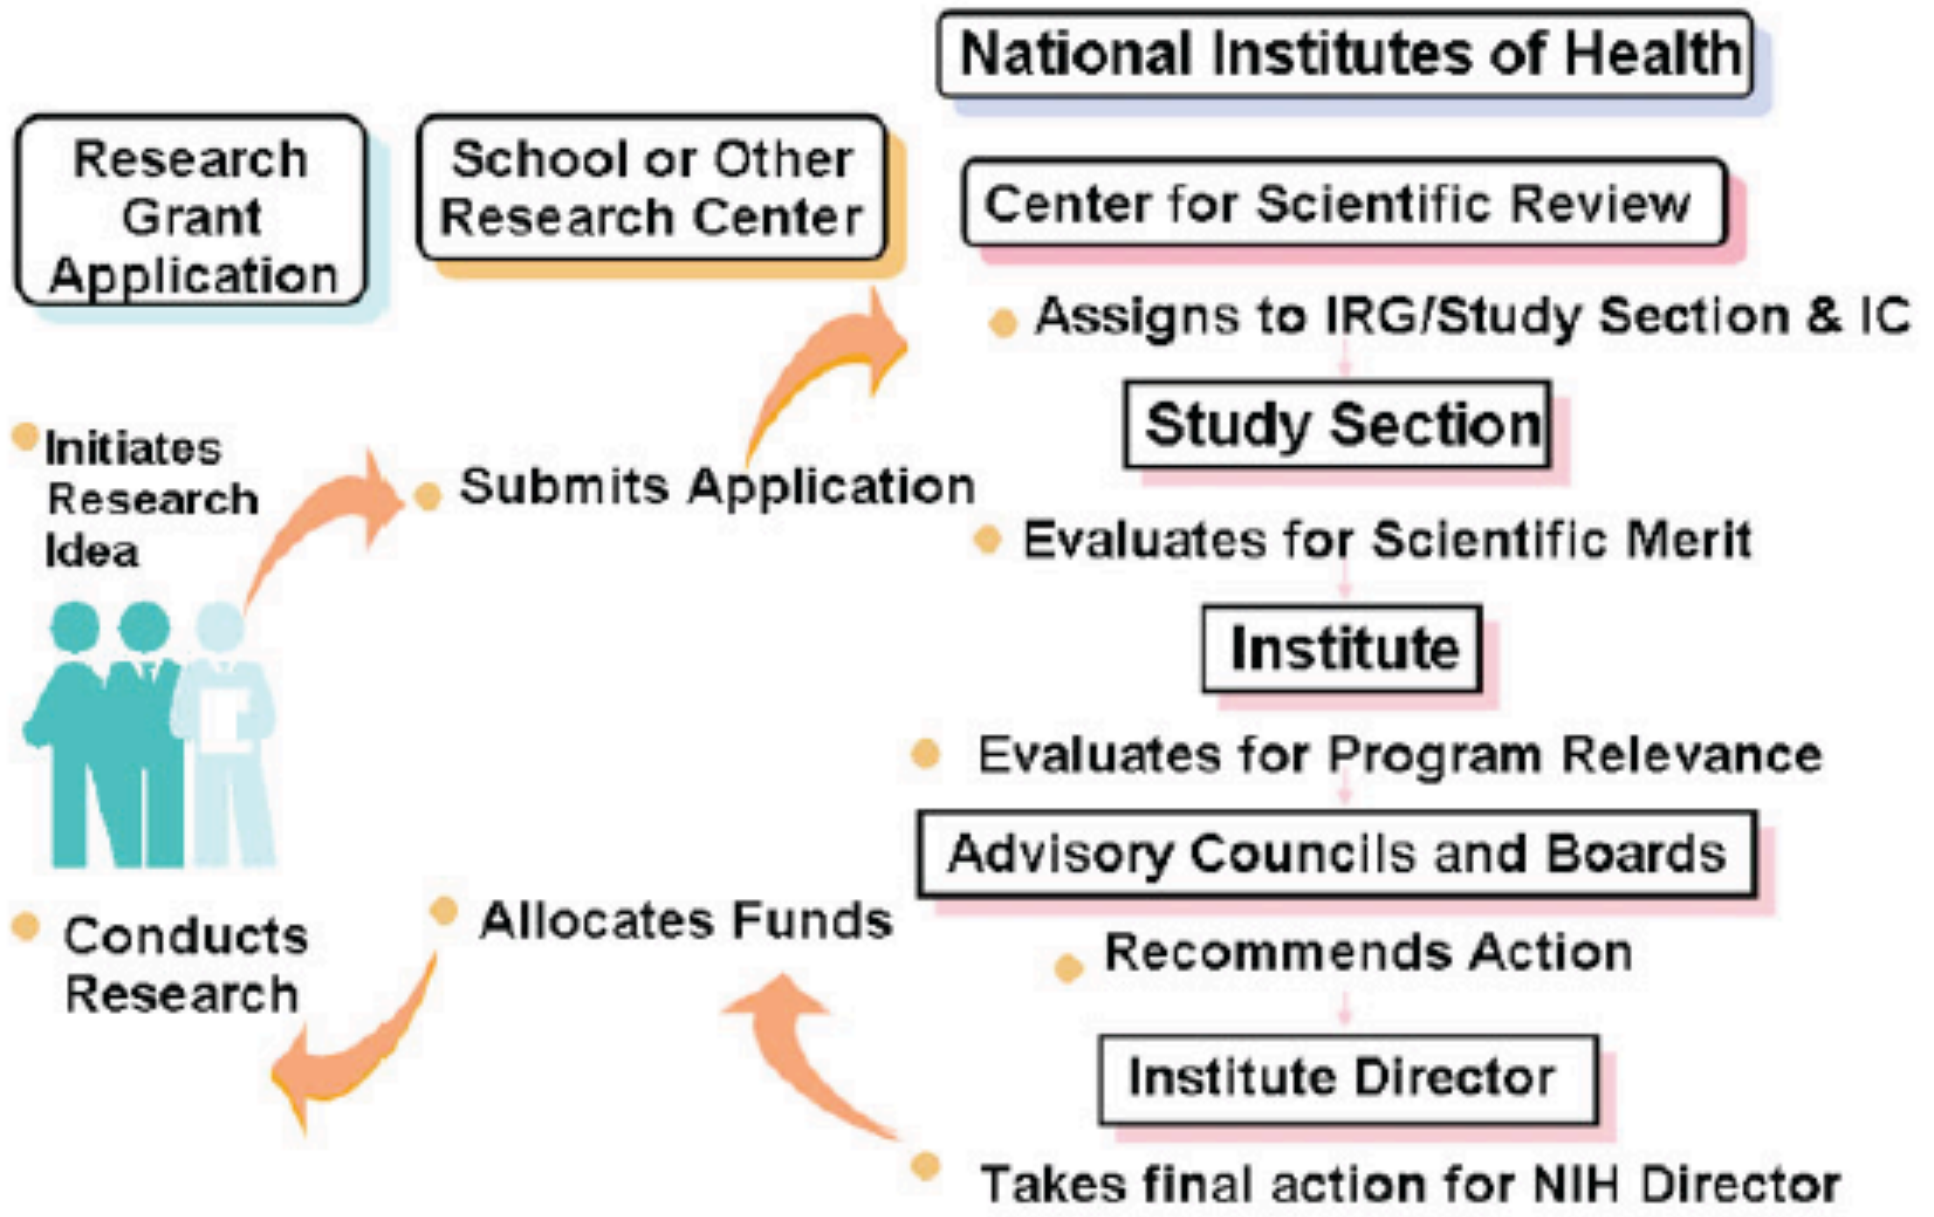 National Institutes of Health
Research
Grant
Application
School or Other
Research Center
Center for Scientific Review
Assigns to IRG/Study Section & IC
Study Section
Initiates
Research
Idea
Submits Application
Evaluates for Scientific Merit
Institute
Evaluates for Program Relevance
Advisory Councils and Boards
Conducts
Research
Allocates Funds
Recommends Action
Institute Director
Takes final action for NIH Director